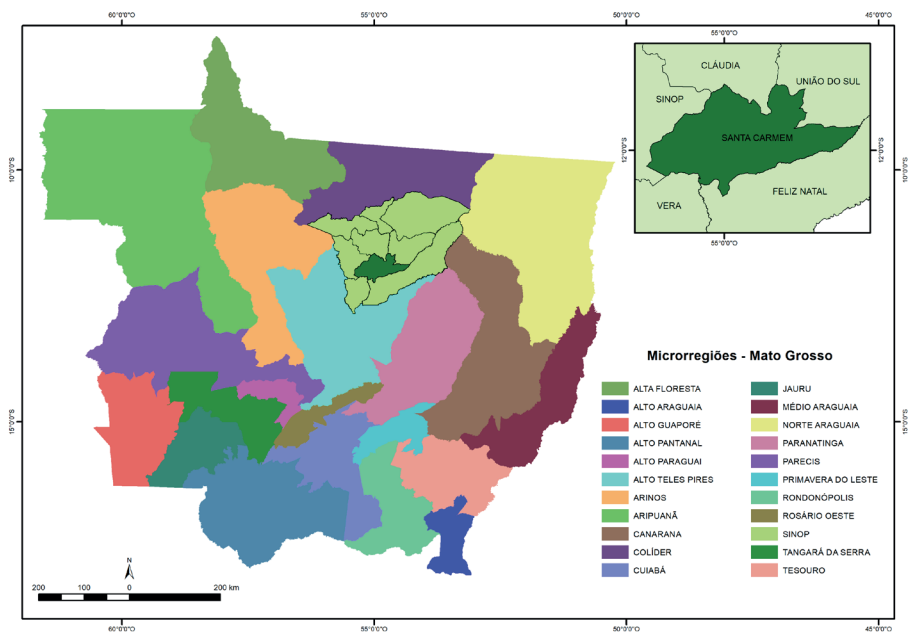 60°0'0"O
55°0'0"O
50°0'0"O
45°0'0"O
55°0'0"O
CLÁUDIA
UNIÃO DO SUL
SINOP
SANTA CARMEM
12°0'0"S
12°0'0"S
FELIZ NATAL
VERA
55°0'0"O
10°0'0"S
10°0'0"S
15°0'0"S
15°0'0"S
Microrregiões - Mato Grosso
ALTA FLORESTA
ALTO ARAGUAIA
ALTO GUAPORÉ
ALTO PANTANAL
ALTO PARAGUAI
ALTO TELES PIRES
ARINOS
ARIPUANÃ
CANARANA
COLÍDER
CUIABÁ
JAURU
MÉDIO ARAGUAIA
NORTE ARAGUAIA
PARANATINGA
PARECIS
PRIMAVERA DO LESTE
RONDONÓPOLIS
ROSÁRIO OESTE
SINOP
TANGARÁ DA SERRA
TESOURO
N
200 100 0 200 km
60°0'0"O
55°0'0"O
50°0'0"O
45°0'0"O